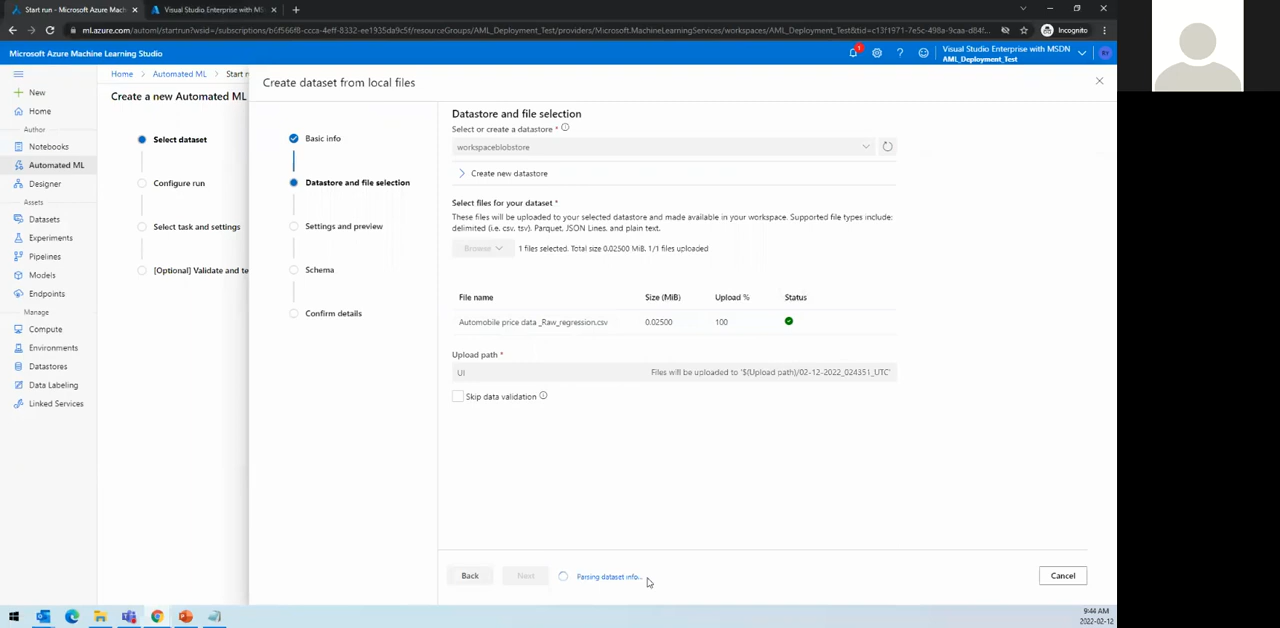 Start run - Microsoft Azure Mach
Visual Studio Enterprise with MS
ml.azure.com/automl/startrun?wsid=/subscriptions/b6f566f8-ccca-4eff-8332-ee1935da9c5f/resourceGroups/AML_Deployment_Test/providers/Microsoft.MachineLearningServices/workspaces/AML_Deployment_Test&tid=c13f1971-7e5c-498a-9caa-d84f...
Incognito
Microsoft Azure Machine Learning Studio
1
Visual Studio Enterprise with MSDN
AML_Deployment_Test
New
Home
Author
Notebooks
Automated ML
Designer
Assets
Datasets
Experiments
Pipelines
Models
Endpoints
Manage
Compute
Environments
Datastores
Data Labeling
Linked Services
Home > Automated ML > Start r
Create a new Automated ML
Select dataset
Configure run
Select task and settings
[Optional] Validate and te
Create dataset from local files
Basic info
Datastore and file selection
Settings and preview
Schema
Confirm details
Datastore and file selection
Select or create a datastore *
workspaceblobstore
Create new datastore
Select files for your dataset *
These files will be uploaded to your selected datastore and made available in your workspace. Supported file types include:
delimited (i.e. csv, tsv). Parquet, JSON Lines, and plain text.
Browse
1 files selected. Total size 0.02500 MiB, 1/1 files uploaded
File name Size (MiB) Upload % Status
Automobile price data _Raw_regression.csv 0.02500 100
Upload path *
UI Files will be uploaded to '$(Upload path)/02-12-2022_024351_UTC'
Skip data validation
Back Next Parsing dataset info... Cancel
9:44 AM
2022-02-12